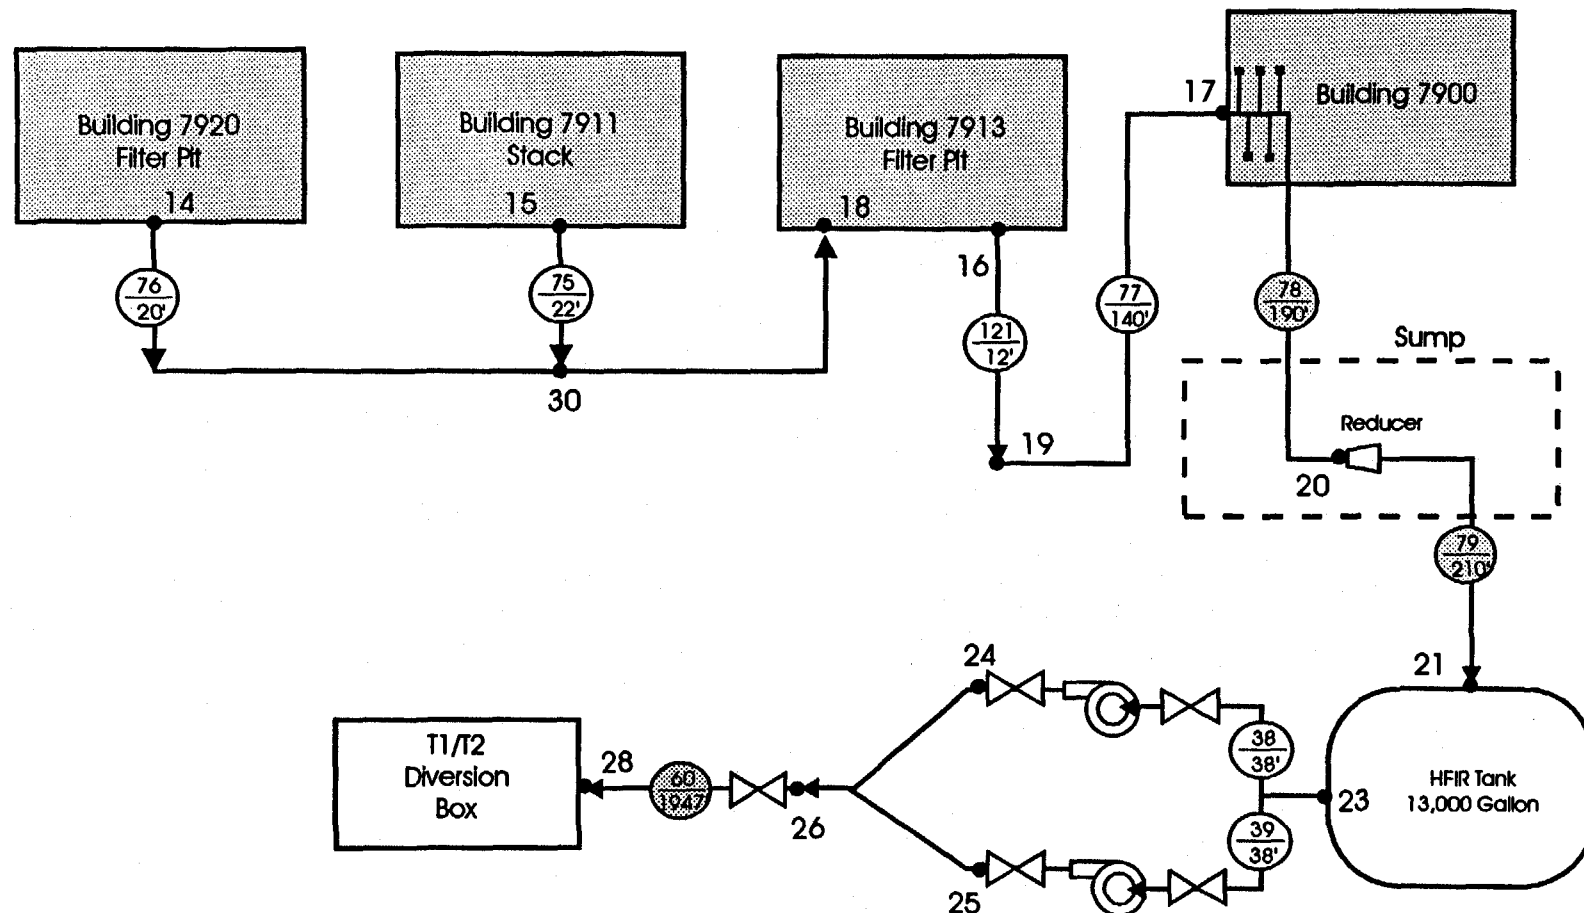 Building 7920
Filter Pit
14
Building 7911
Stack
15
Building 7913
Filter Pit
18
16
17
Building 7900
76
20'
75
22'
30
121
12'
19
77
140'
78
190'
Sump
Reducer
20
79
210'
21
24
38
38'
T1/T2
Diversion
Box
28
60
1947
26
HFIR Tank
13,000 Gallon
23
39
38'
25